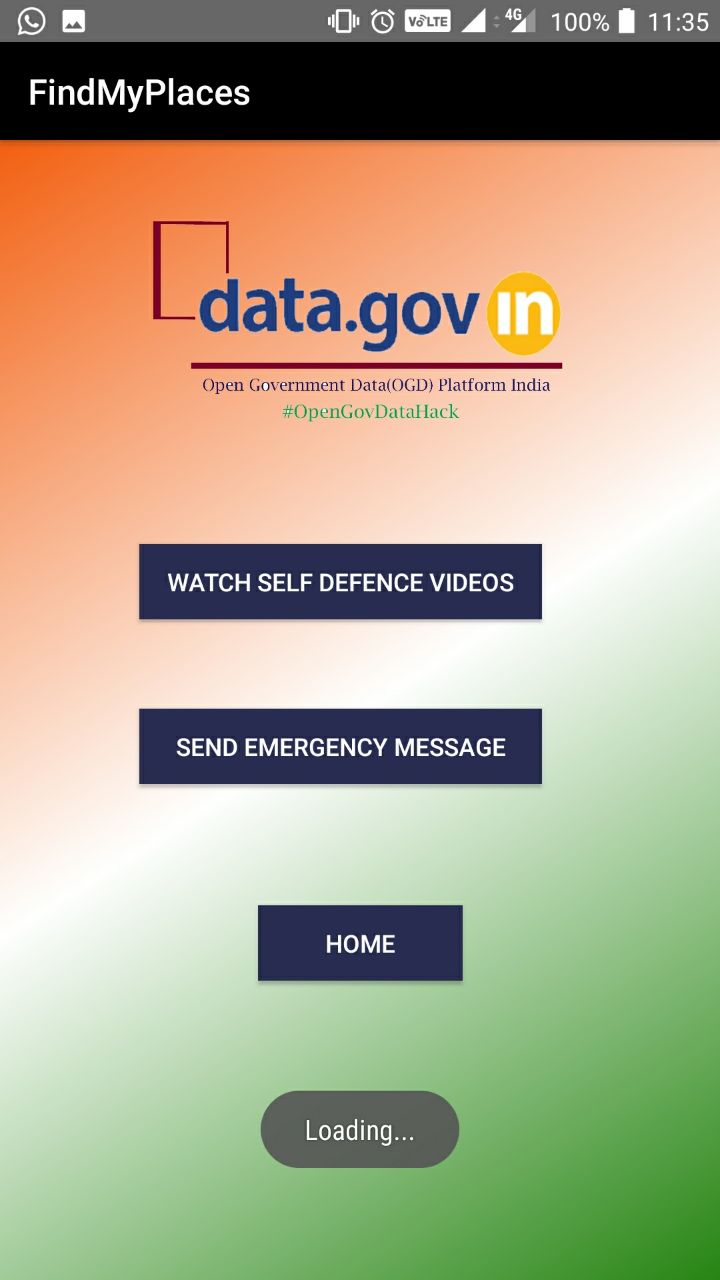 VoLTE 4G 100% 11:35
FindMyPlaces
data.gov in
Open Government Data(OGD) Platform India
#OpenGovDataHack
WATCH SELF DEFENCE VIDEOS
SEND EMERGENCY MESSAGE
HOME
Loading...